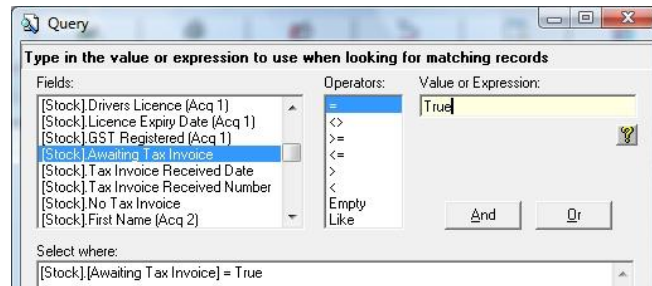 Query
Type in the value or expression to use when looking for matching records
Fields:
[Stock].Drivers Licence (Acq 1)
[Stock].Licence Expiry Date (Acq 1)
[Stock].GST Registered (Acq 1)
[Stock].Awaiting Tax Invoice
[Stock].Tax Invoice Received Date
[Stock].Tax Invoice Received Number
[Stock].No Tax Invoice
[Stock].First Name (Acq 2)
Operators:
=
<>
>=
<=
>
<
Empty
Like
Value or Expression:
True
And
Or
Select where:
[Stock].[Awaiting Tax Invoice] = True